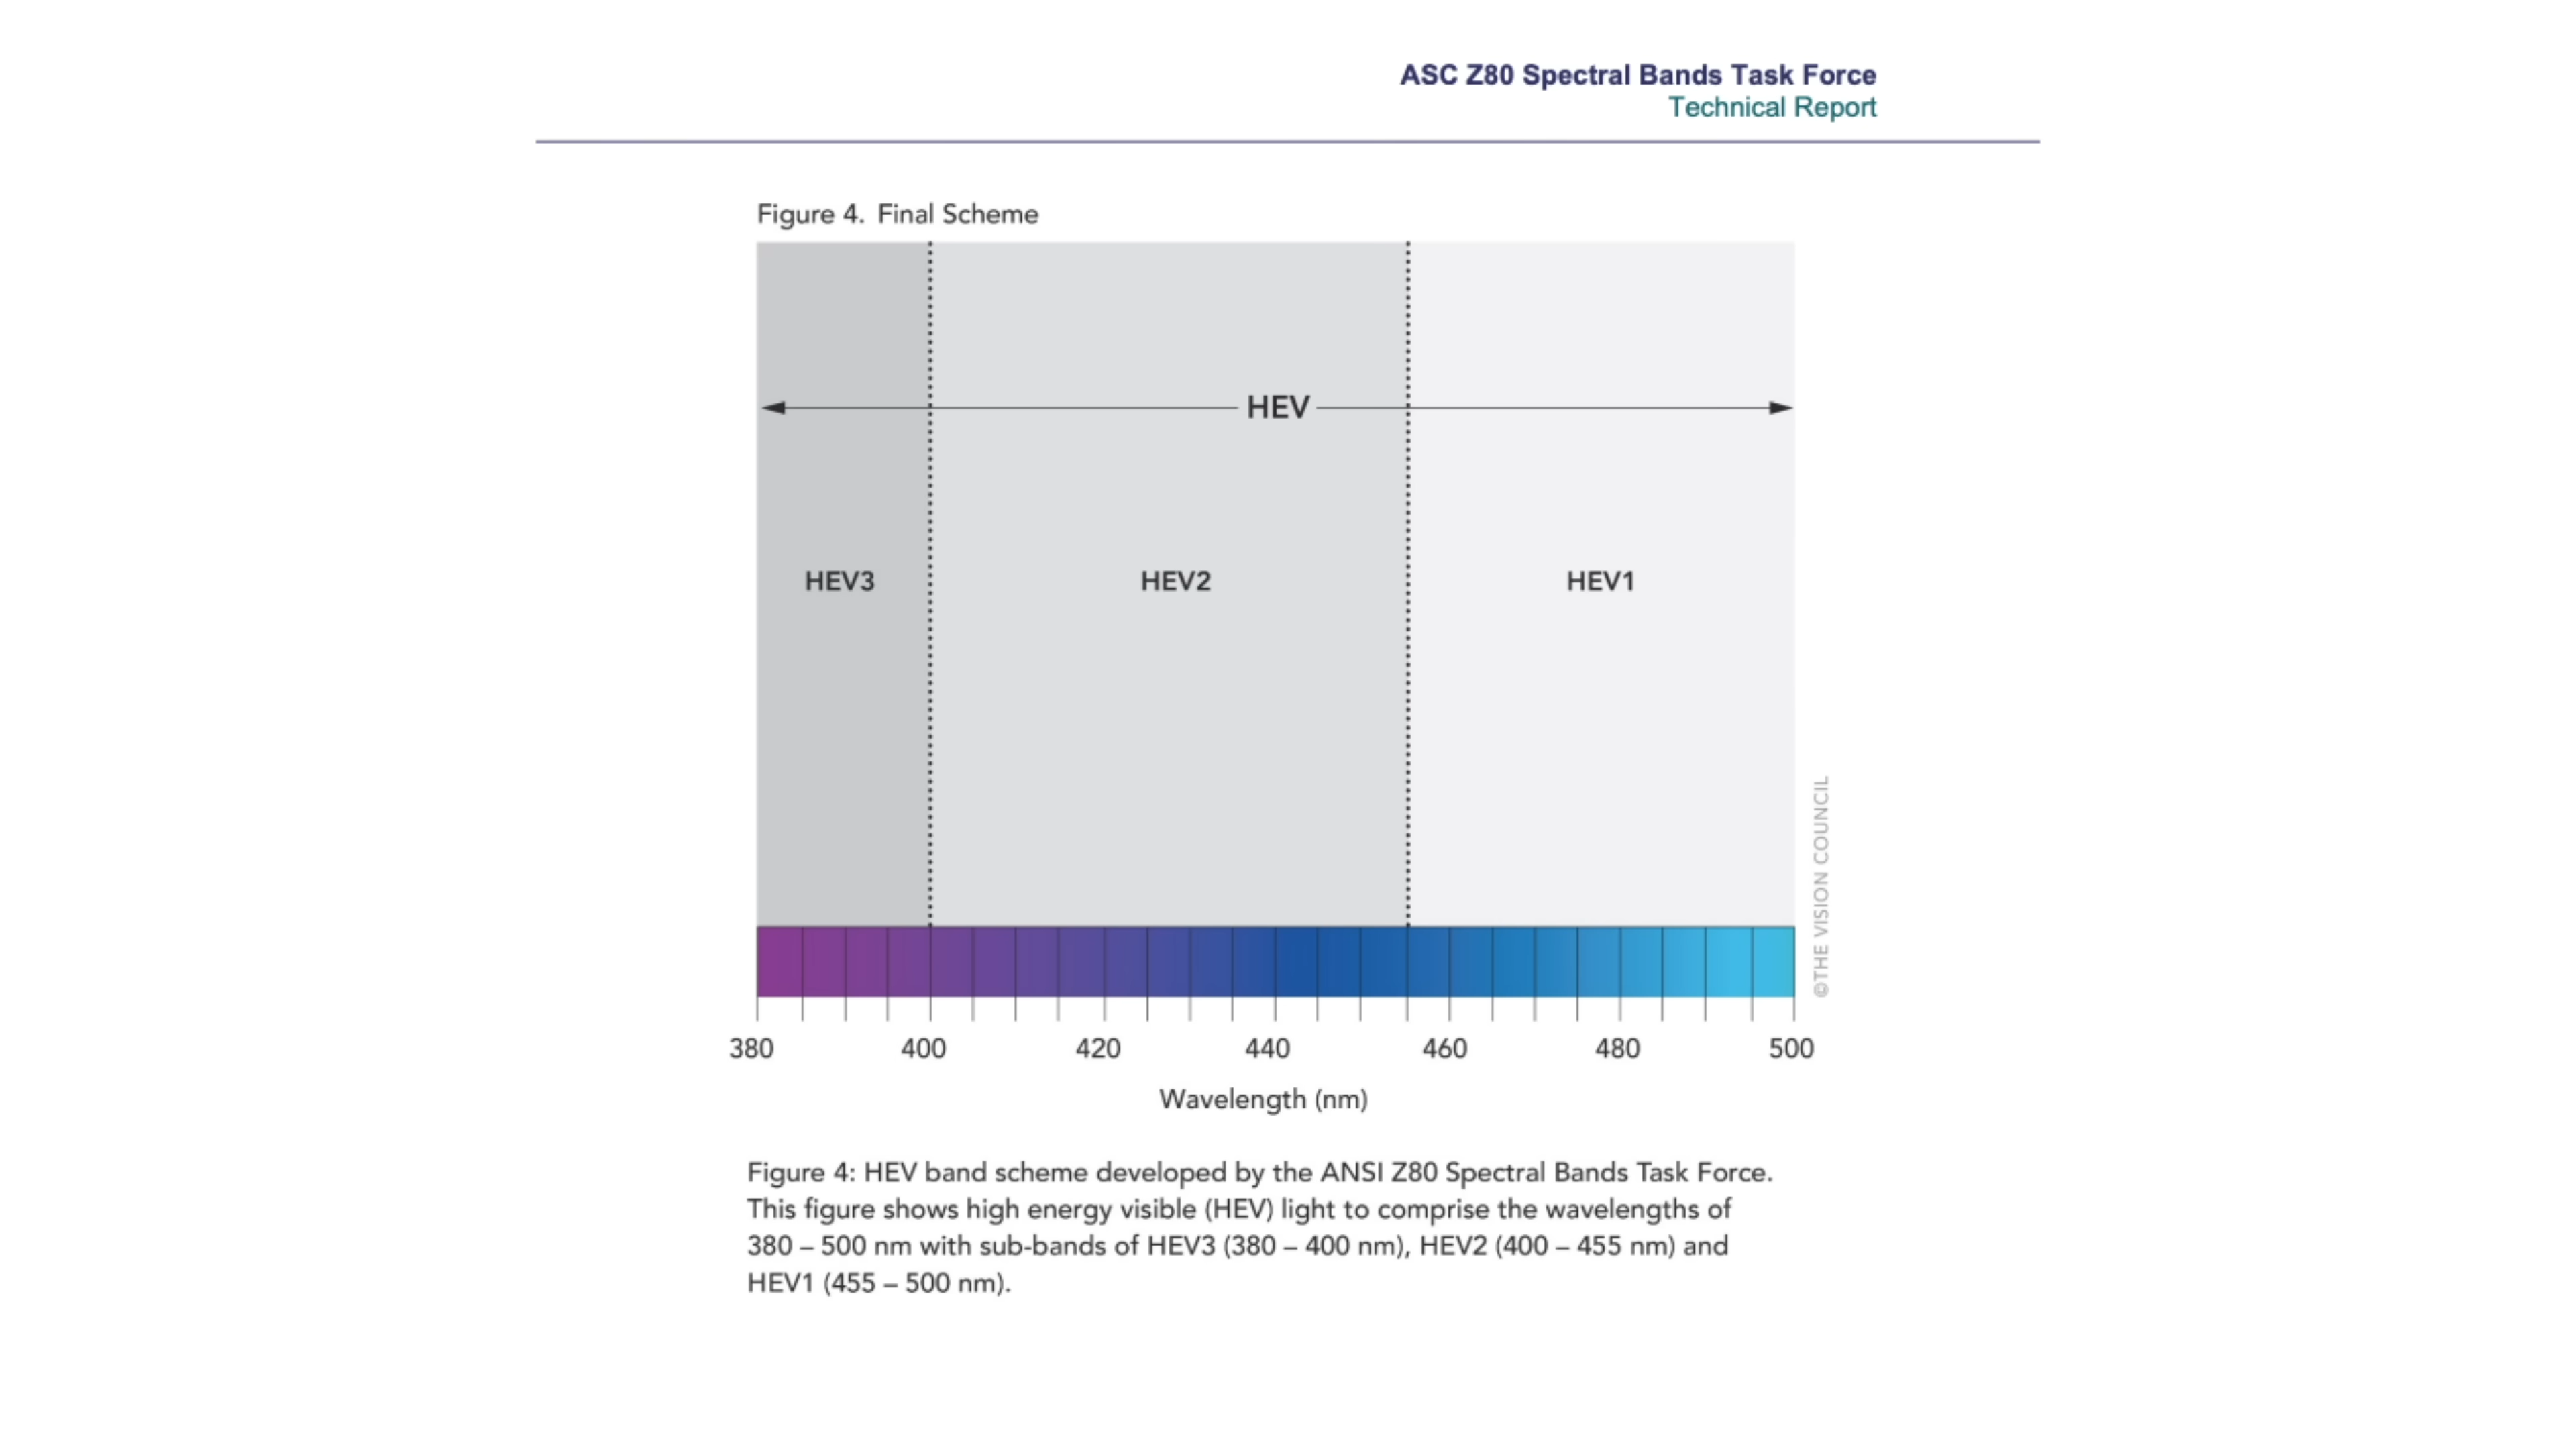 ASC Z80 Spectral Bands Task Force
Technical Report
Figure 4. Final Scheme
HEV
HEV3 HEV2 HEV1
©THE VISION COUNCIL
380 400 420 440 460 480 500
Wavelength (nm)
Figure 4: HEV band scheme developed by the ANSI Z80 Spectral Bands Task Force.
This figure shows high energy visible (HEV) light to comprise the wavelengths of
380 – 500 nm with sub-bands of HEV3 (380 – 400 nm), HEV2 (400 – 455 nm) and
HEV1 (455 – 500 nm).